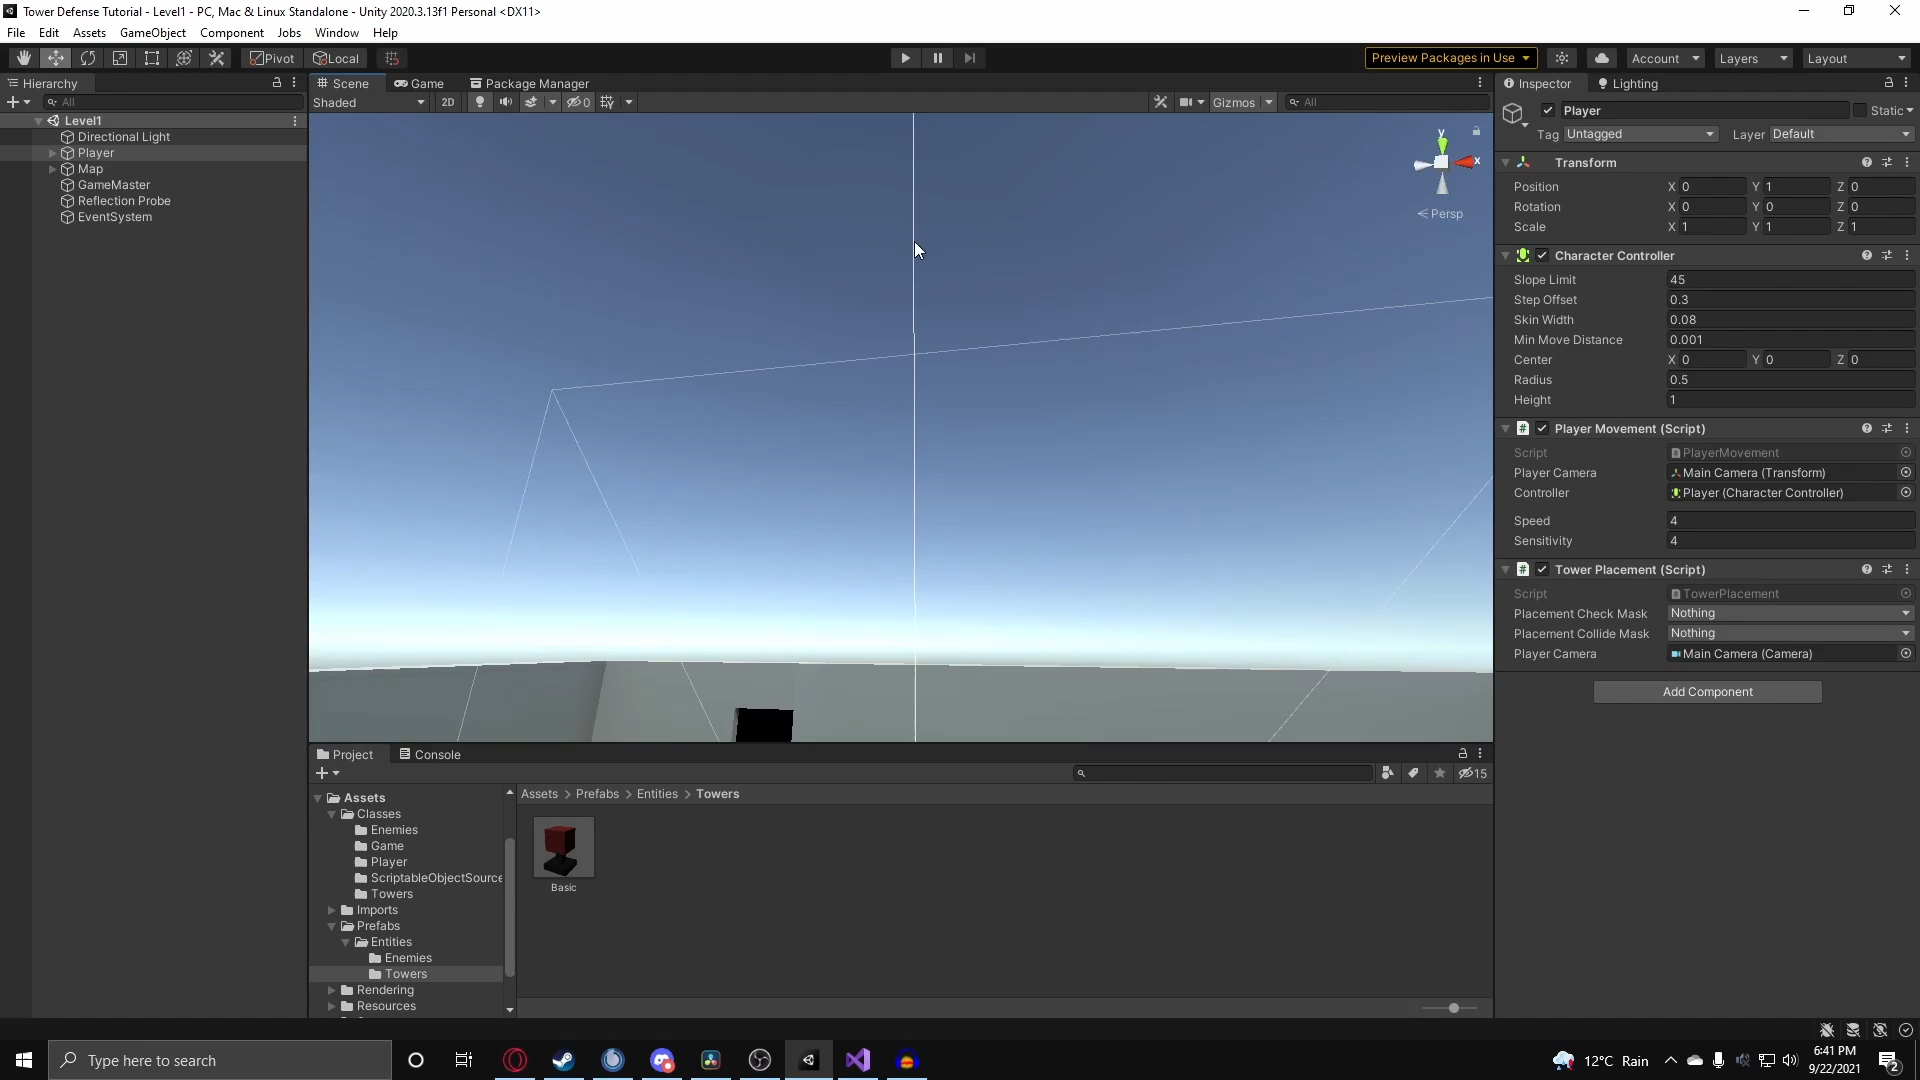 Tower Defense Tutorial - Level1 - PC, Mac & Linux Standalone - Unity 2020.3.13f1 Personal <DX11>
File Edit Assets GameObject Component Jobs Window Help
Pivot Local Preview Packages in Use Account Layers Layout
Hierarchy Scene Game Package Manager Inspector Lighting
All Shaded 2D 0 Gizmos All
Player Static
Tag Untagged Layer Default
Level1
Directional Light
Player
Map
GameMaster
Reflection Probe
EventSystem
y
x
Persp
Transform
Position X 0 Y 1 Z 0
Rotation X 0 Y 0 Z 0
Scale X 1 Y 1 Z 1
Character Controller
Slope Limit 45
Step Offset 0.3
Skin Width 0.08
Min Move Distance 0.001
Center X 0 Y 0 Z 0
Radius 0.5
Height 1
Player Movement (Script)
Script PlayerMovement
Player Camera Main Camera (Transform)
Controller Player (Character Controller)
Speed 4
Sensitivity 4
Tower Placement (Script)
Script TowerPlacement
Placement Check Mask Nothing
Placement Collide Mask Nothing
Player Camera Main Camera (Camera)
Add Component
Project Console
15
Assets
Classes
Enemies
Game
Player
ScriptableObjectSource
Towers
Imports
Prefabs
Entities
Enemies
Towers
Rendering
Resources
Assets > Prefabs > Entities > Towers
Basic
Type here to search
12°C Rain
6:41 PM
9/22/2021
2